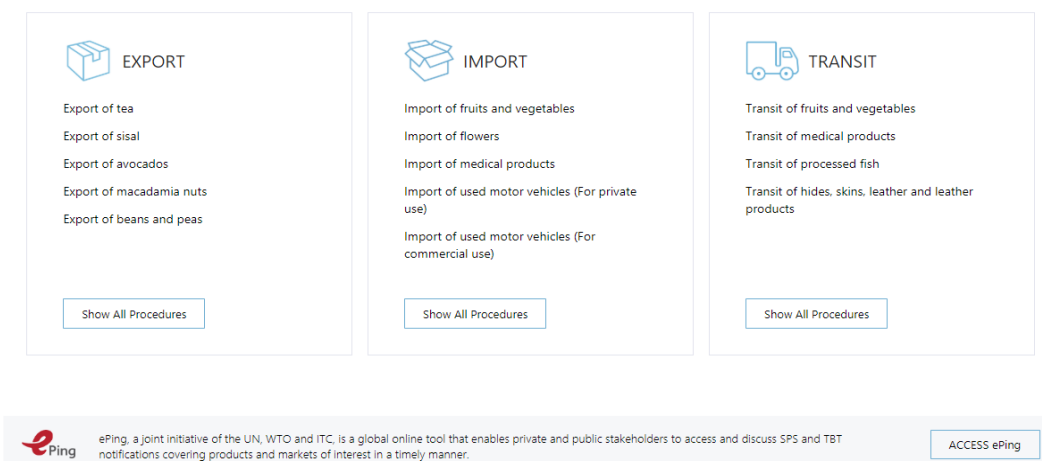 EXPORT
Export of tea
Export of sisal
Export of avocados
Export of macadamia nuts
Export of beans and peas
Show All Procedures
IMPORT
Import of fruits and vegetables
Import of flowers
Import of medical products
Import of used motor vehicles (For private
use)
Import of used motor vehicles (For
commercial use)
Show All Procedures
TRANSIT
Transit of fruits and vegetables
Transit of medical products
Transit of processed fish
Transit of hides, skins, leather and leather
products
Show All Procedures
ePing
ePing, a joint initiative of the UN, WTO and ITC, is a global online tool that enables private and public stakeholders to access and discuss SPS and TBT
notifications covering products and markets of interest in a timely manner.
ACCESS ePing